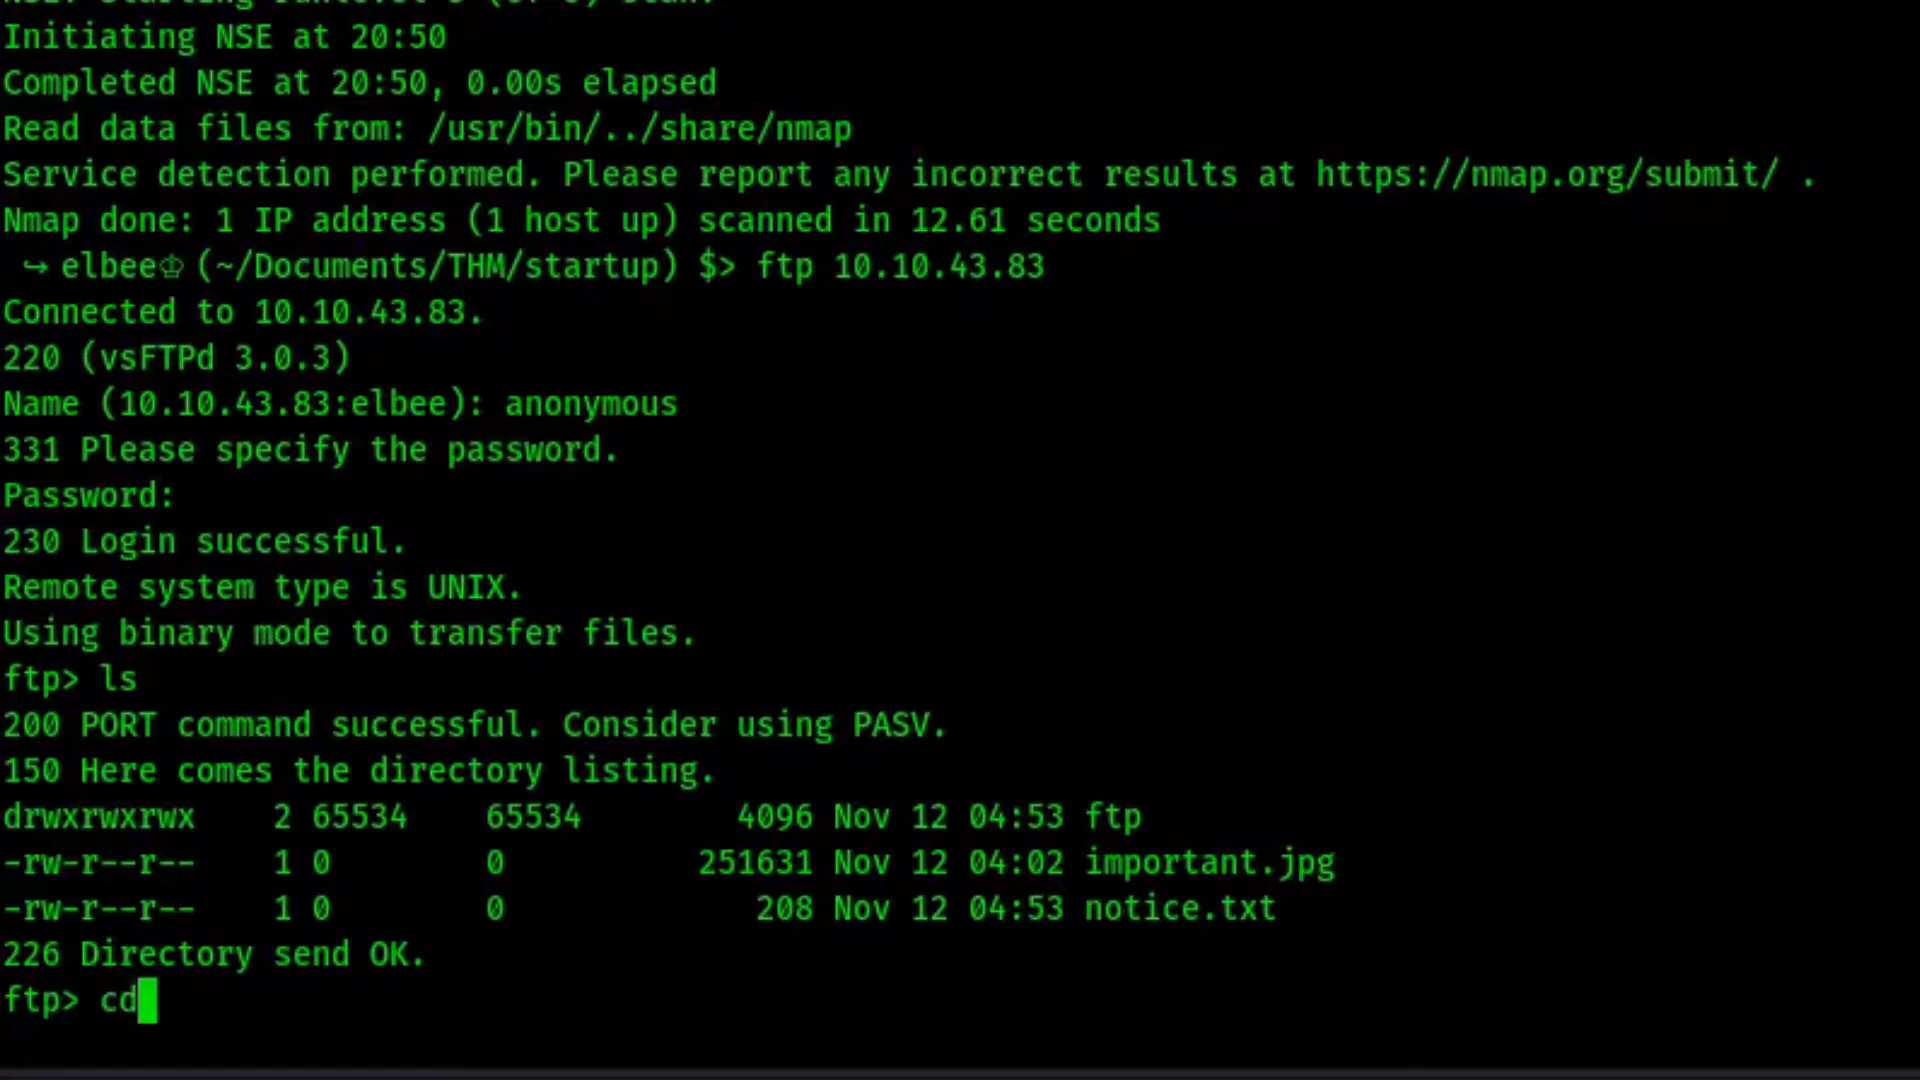 NSE: Starting runlevel 3 (of 3) scan.
Initiating NSE at 20:50
Completed NSE at 20:50, 0.00s elapsed
Read data files from: /usr/bin/../share/nmap
Service detection performed. Please report any incorrect results at https://nmap.org/submit/ .
Nmap done: 1 IP address (1 host up) scanned in 12.61 seconds
↪ elbee♔ (~/Documents/THM/startup) $> ftp 10.10.43.83
Connected to 10.10.43.83.
220 (vsFTPd 3.0.3)
Name (10.10.43.83:elbee): anonymous
331 Please specify the password.
Password:
230 Login successful.
Remote system type is UNIX.
Using binary mode to transfer files.
ftp> ls
200 PORT command successful. Consider using PASV.
150 Here comes the directory listing.
drwxrwxrwx    2 65534    65534        4096 Nov 12 04:53 ftp
-rw-r--r--    1 0        0          251631 Nov 12 04:02 important.jpg
-rw-r--r--    1 0        0             208 Nov 12 04:53 notice.txt
226 Directory send OK.
ftp> cd